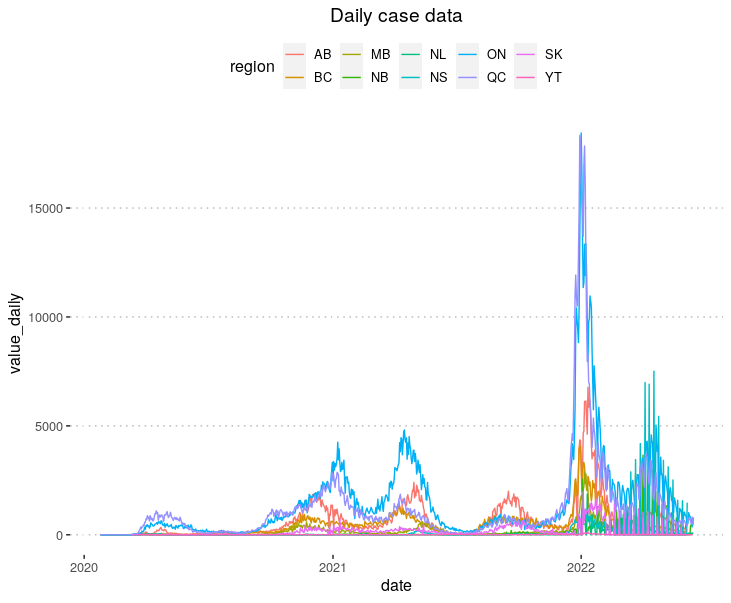 Daily case data
region AB MB NL ON SK
BC NB NS QC YT
15000
10000
5000
0
value_daily
2020 2021 2022
date